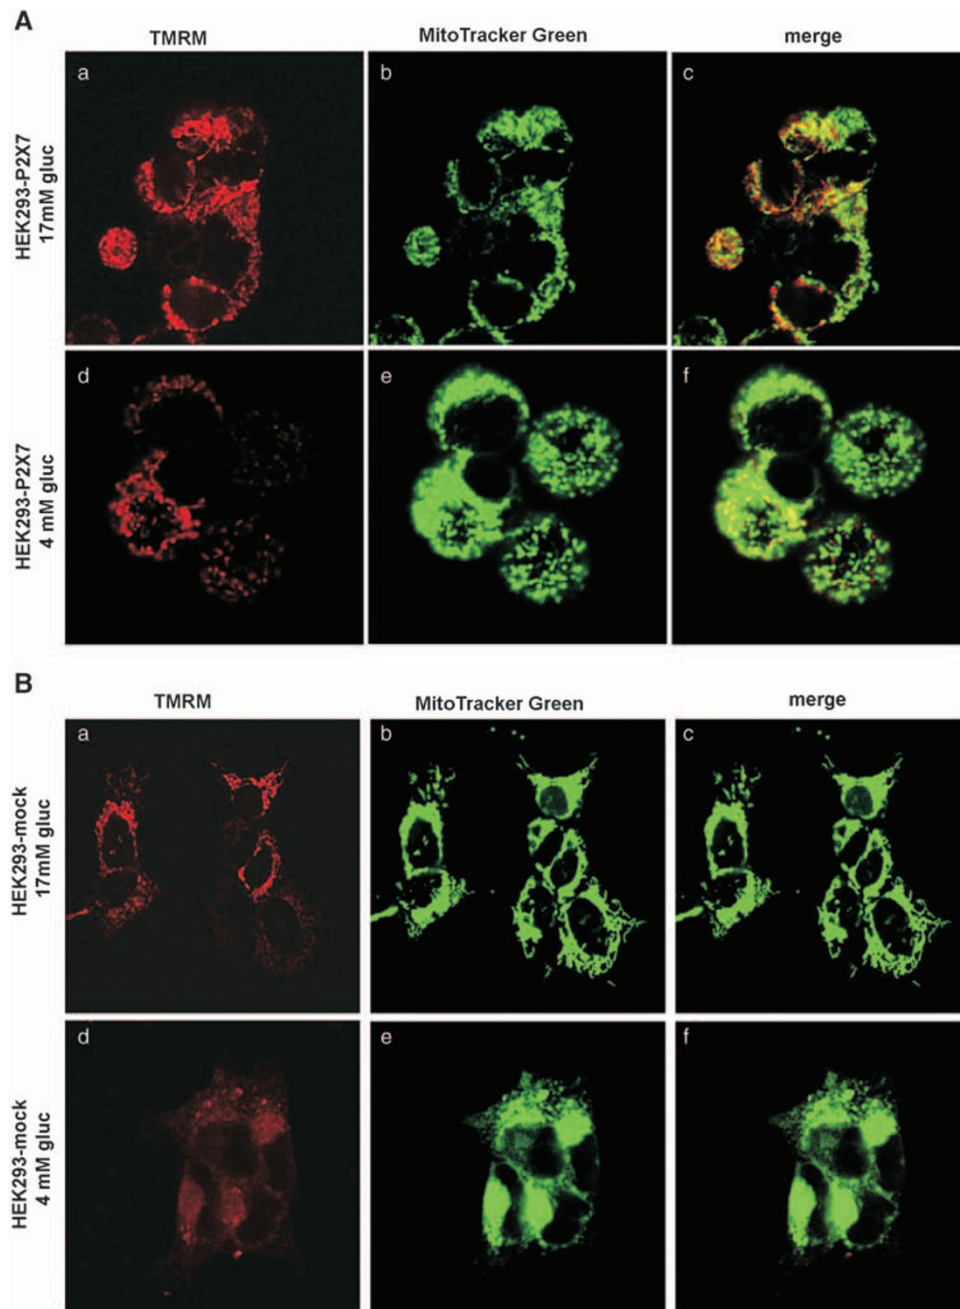 A
TMRM MitoTracker Green merge
HEK293-P2X7
17mM gluc
a b c
HEK293-P2X7
4 mM gluc
d e f
B
TMRM MitoTracker Green merge
HEK293-mock
17mM gluc
a b c
HEK293-mock
4 mM gluc
d e f